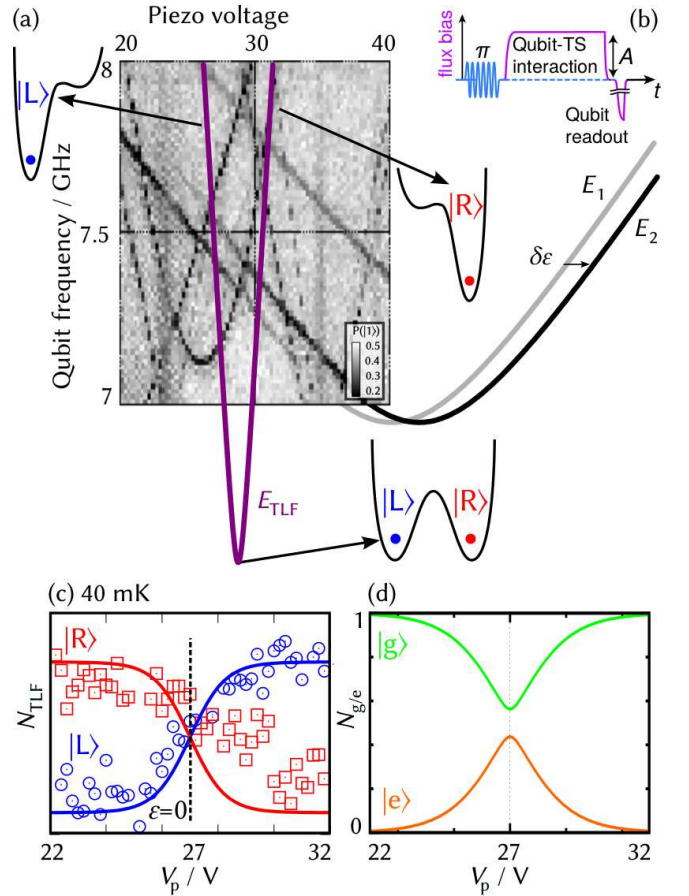 (a)
Piezo voltage
20 26 31 40
(b)
flux bias
π
Qubit-TS
interaction
A
t
Qubit
readout
|L⟩
8
7.5
7
Qubit frequency / GHz
|R⟩
E₁
E₂
δε
P(|1⟩)
0.5
0.4
0.3
0.2
E_TLF
|L⟩ |R⟩
(c) 40 mK
|R⟩
|L⟩
N_TLF
ε=0
22 27 32
V_p / V
(d)
1
0
N_g/e
|g⟩
|e⟩
22 27 32
V_p / V